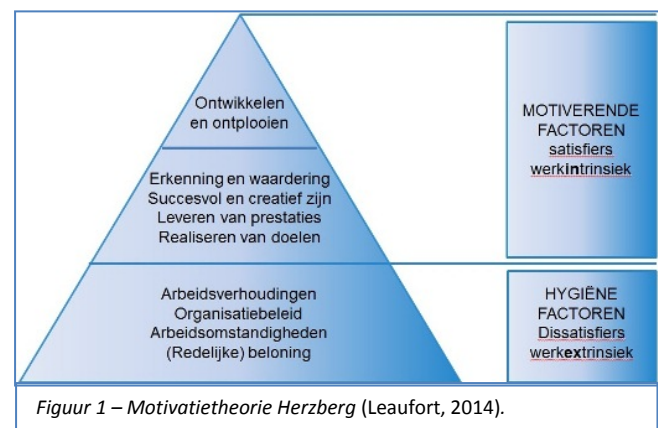 Ontwikkelen
en ontplooien
Erkenning en waardering
Succesvol en creatief zijn
Leveren van prestaties
Realiseren van doelen
Arbeidsverhoudingen
Organisatiebeleid
Arbeidsomstandigheden
(Redelijke) beloning
MOTIVERENDE
FACTOREN
satisfiers
werkintrinsiek
HYGIËNE
FACTOREN
Dissatisfiers
werkextrinsiek
Figuur 1 – Motivatietheorie Herzberg (Leaufort, 2014).